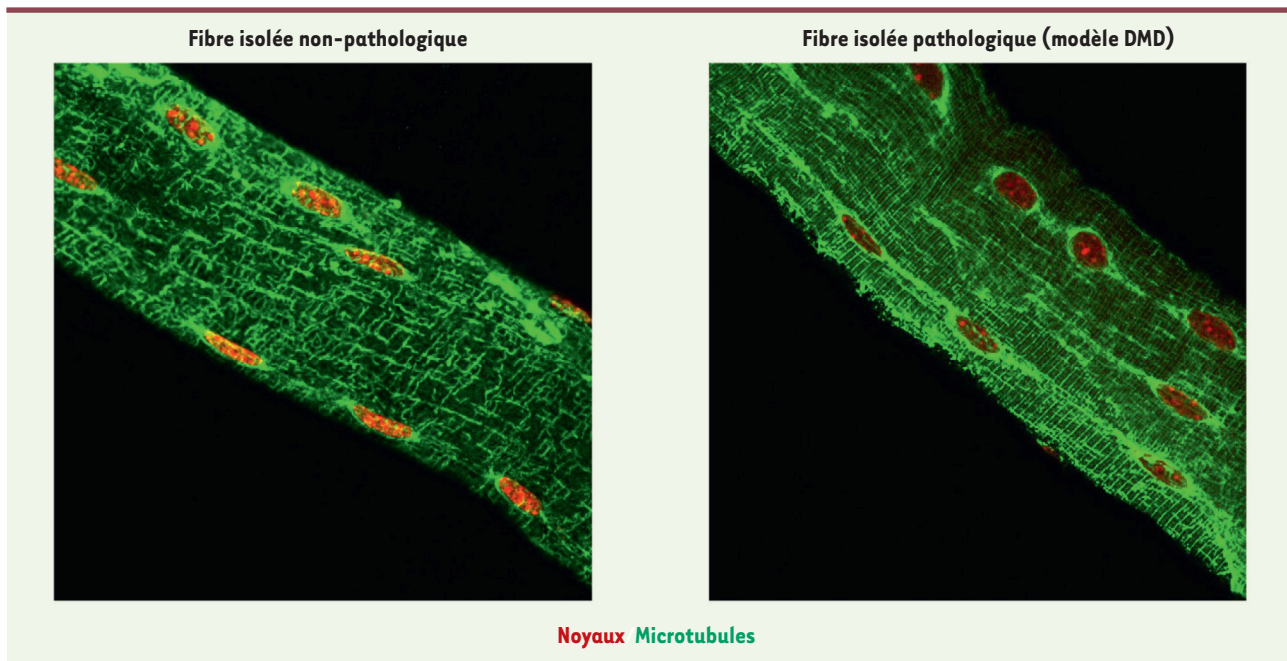 Fibre isolée non-pathologique
Fibre isolée pathologique (modèle DMD)
Noyaux Microtubules